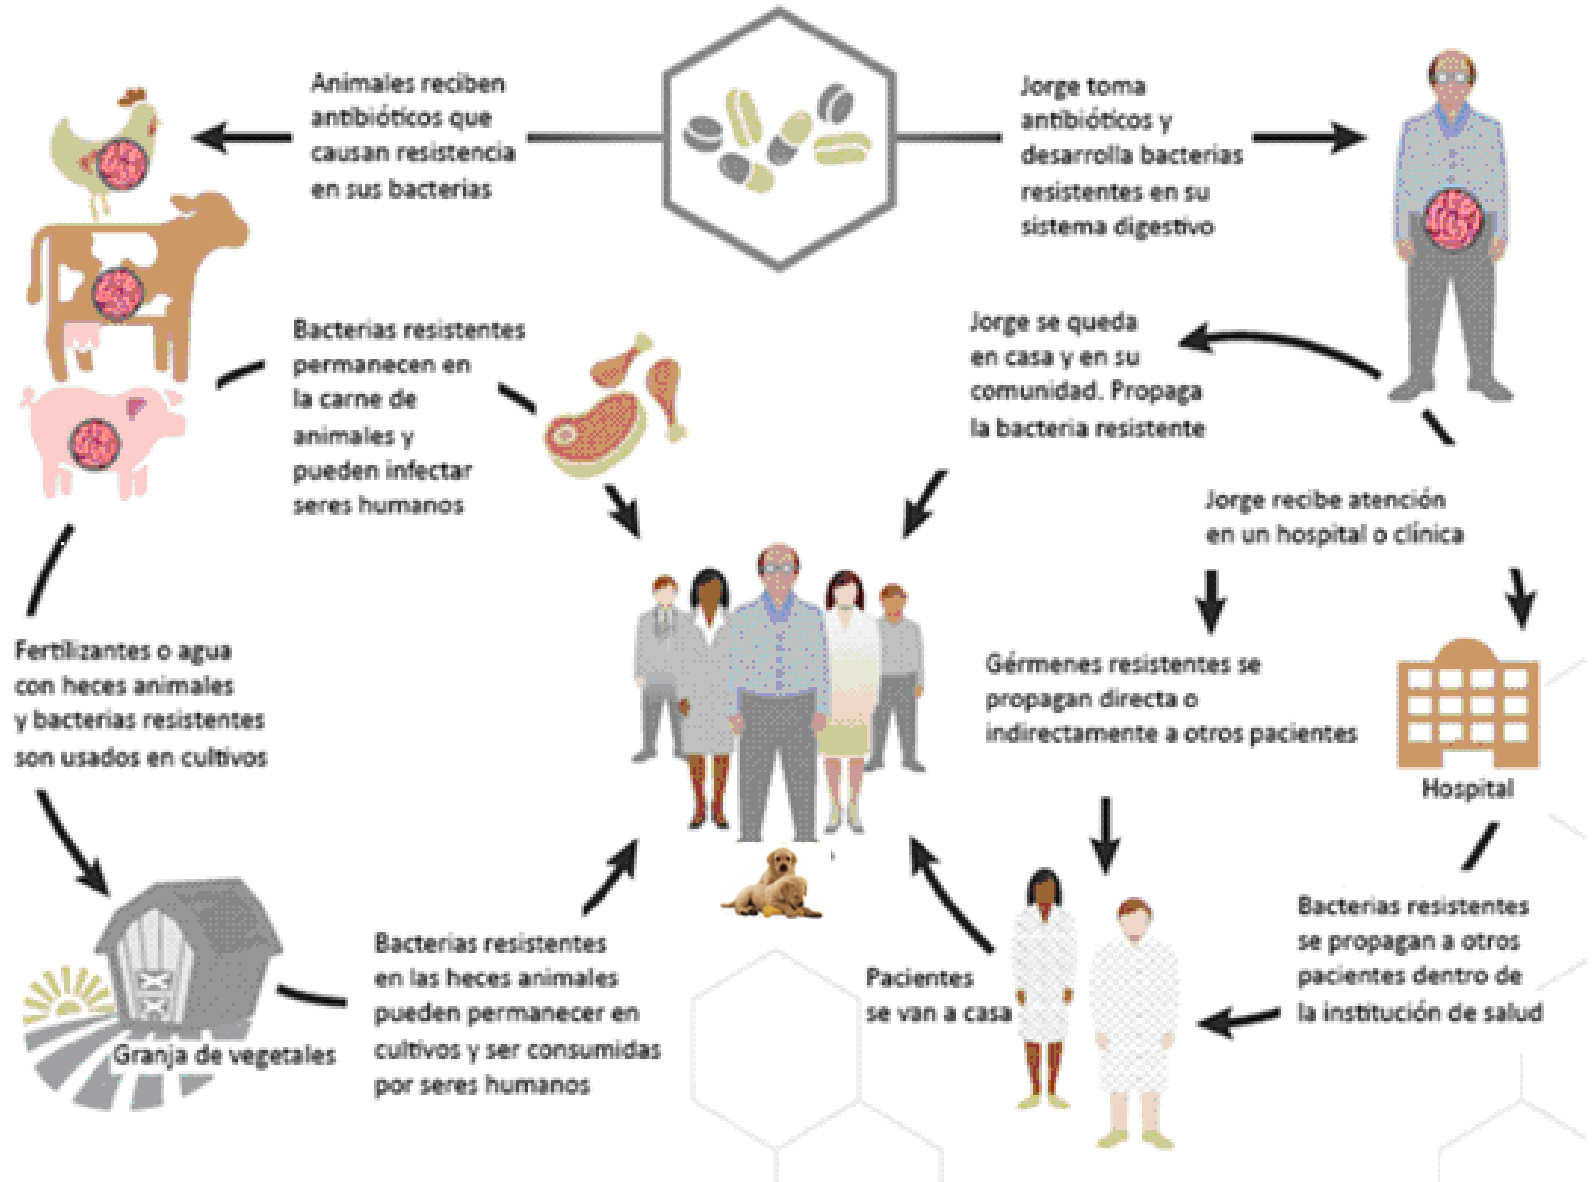 Animales reciben
antibióticos que
causan resistencia
en sus bacterias
Jorge toma
antibióticos y
desarrolla bacterias
resistentes en su
sistema digestivo
Bacterias resistentes
permanecen en
la carne de
animales y
pueden infectar
seres humanos
Jorge se queda
en casa y en su
comunidad. Propaga
la bacteria resistente
Jorge recibe atención
en un hospital o clínica
Fertilizantes o agua
con heces animales
y bacterias resistentes
son usados en cultivos
Gérmenes resistentes se
propagan directa o
indirectamente a otros pacientes
Hospital
Granja de vegetales
Bacterias resistentes
en las heces animales
pueden permanecer en
cultivos y ser consumidas
por seres humanos
Pacientes
se van a casa
Bacterias resistentes
se propagan a otros
pacientes dentro de
la institución de salud